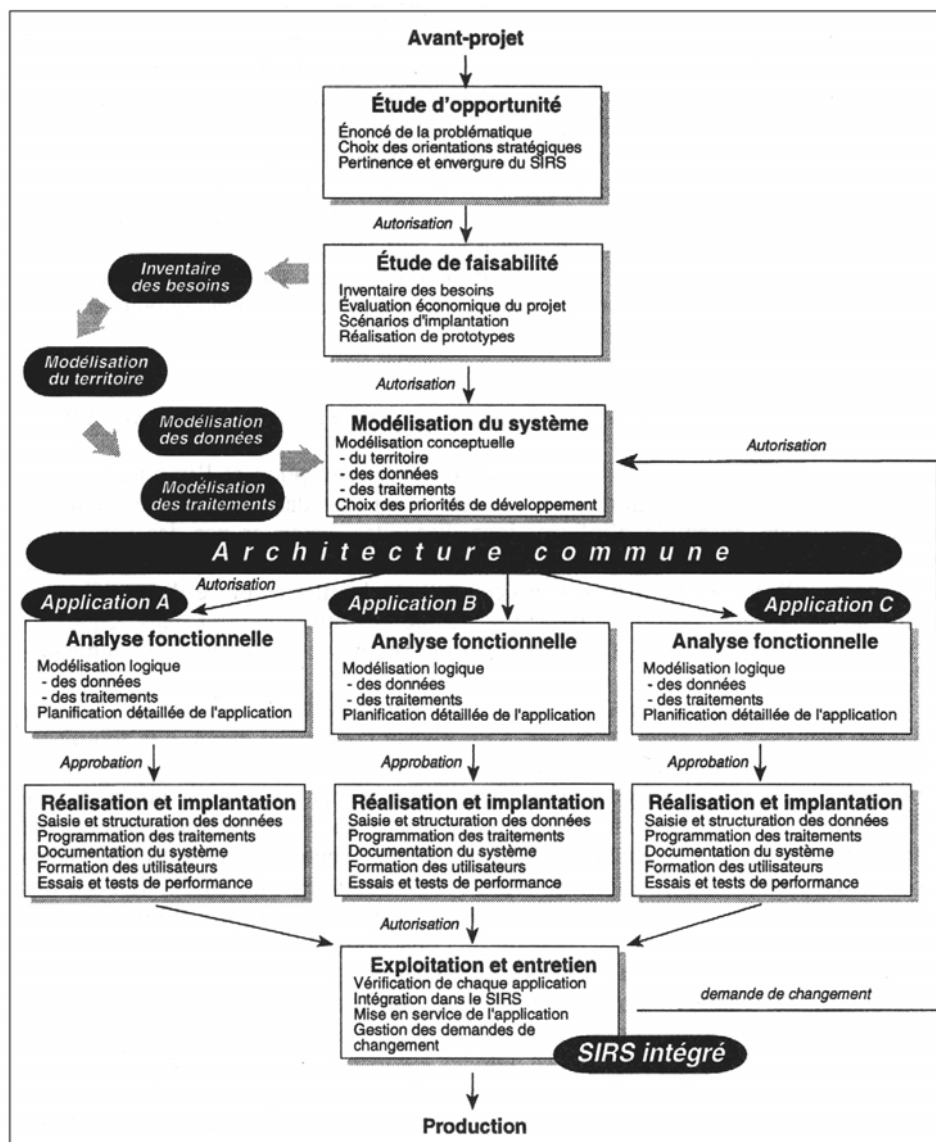 Avant-projet
Étude d'opportunité
Énoncé de la problématique
Choix des orientations stratégiques
Pertinence et envergure du SIRS
Autorisation
Étude de faisabilité
Inventaire des besoins
Évaluation économique du projet
Scénarios d'implantation
Réalisation de prototypes
Inventaire
des besoins
Modélisation
du territoire
Modélisation
des données
Modélisation
des traitements
Autorisation
Modélisation du système
Modélisation conceptuelle
- du territoire
- des données
- des traitements
Choix des priorités de développement
Autorisation
Architecture commune
Autorisation
Application A
Analyse fonctionnelle
Modélisation logique
- des données
- des traitements
Planification détaillée de l'application
Approbation
Réalisation et implantation
Saisie et structuration des données
Programmation des traitements
Documentation du système
Formation des utilisateurs
Essais et tests de performance
Application B
Analyse fonctionnelle
Modélisation logique
- des données
- des traitements
Planification détaillée de l'application
Approbation
Réalisation et implantation
Saisie et structuration des données
Programmation des traitements
Documentation du système
Formation des utilisateurs
Essais et tests de performance
Application C
Analyse fonctionnelle
Modélisation logique
- des données
- des traitements
Planification détaillée de l'application
Approbation
Réalisation et implantation
Saisie et structuration des données
Programmation des traitements
Documentation du système
Formation des utilisateurs
Essais et tests de performance
Autorisation
Exploitation et entretien
Vérification de chaque application
Intégration dans le SIRS
Mise en service de l'application
Gestion des demandes de
changement
demande de changement
SIRS intégré
Production